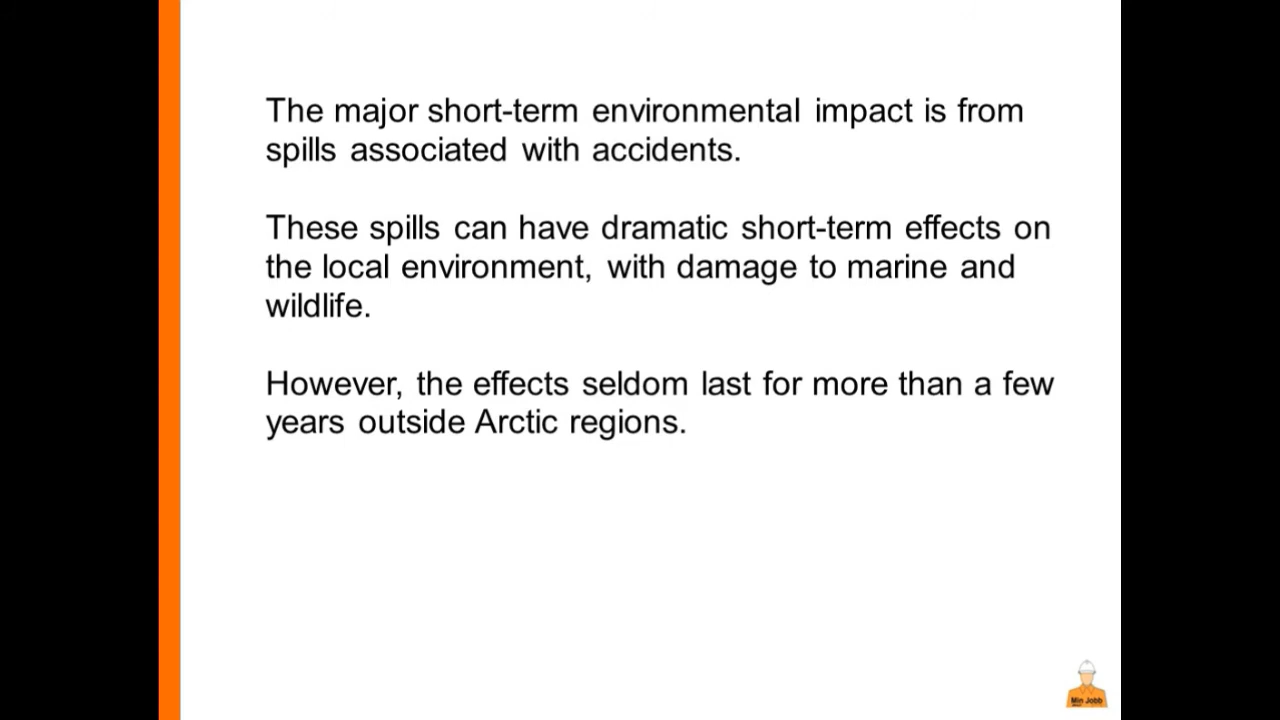 The major short-term environmental impact is from
spills associated with accidents.
These spills can have dramatic short-term effects on
the local environment, with damage to marine and
wildlife.
However, the effects seldom last for more than a few
years outside Arctic regions.
Min Jobb